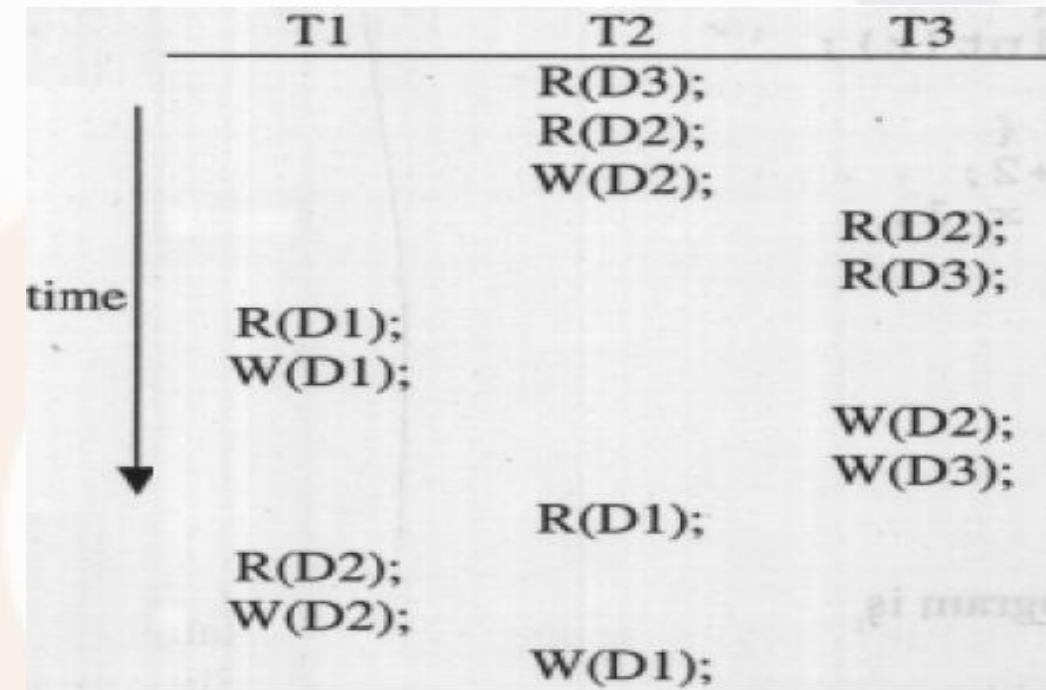 T1 T2 T3
R(D3);
R(D2);
W(D2);
R(D2);
R(D3);
time
R(D1);
W(D1);
W(D2);
W(D3);
R(D1);
R(D2);
W(D2);
W(D1);